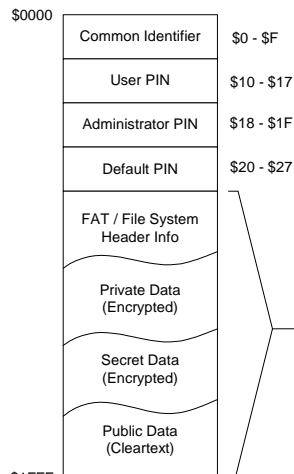 $0000
Common Identifier
$0 - $F
User PIN
$10 - $17
Administrator PIN
$18 - $1F
Default PIN
$20 - $27
FAT / File System
Header Info
Private Data
(Encrypted)
Secret Data
(Encrypted)
Public Data
(Cleartext)